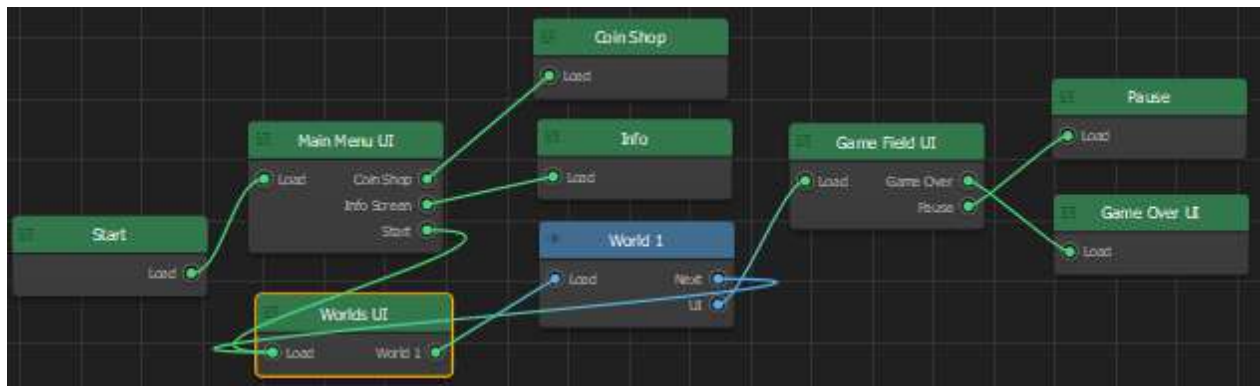 Start
Load
Main Menu UI
Load
Coin Shop
Info Screen
Start
Worlds UI
Load
World 1
Coin Shop
Load
Info
Load
World 1
Load
Next
UI
Game Field UI
Load
Game Over
Pause
Pause
Load
Game Over UI
Load